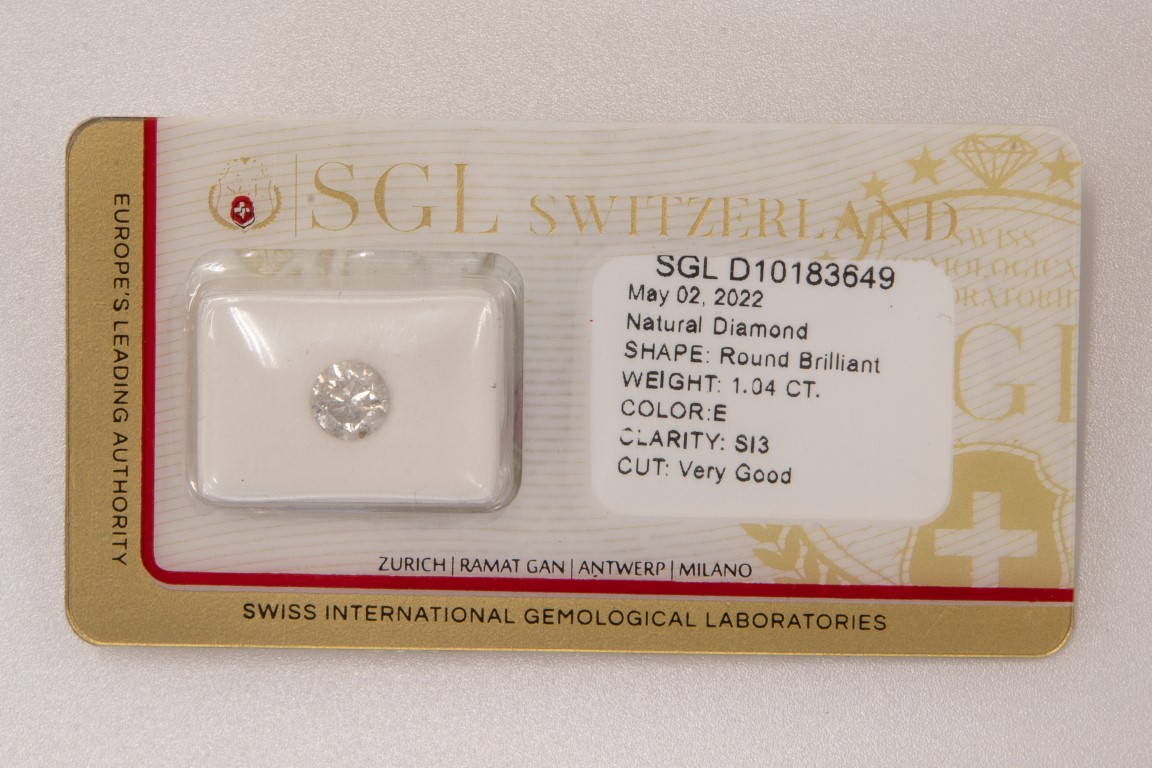 SGL SWITZERLAND
SWISS
SGL D10183649
May 02, 2022
Natural Diamond
SHAPE: Round Brilliant
WEIGHT: 1.04 CT.
COLOR:E
CLARITY: SI3
CUT: Very Good
ZURICH | RAMAT GAN | ANTWERP | MILANO
SWISS INTERNATIONAL GEMOLOGICAL LABORATORIES
EUROPE'S LEADING AUTHORITY